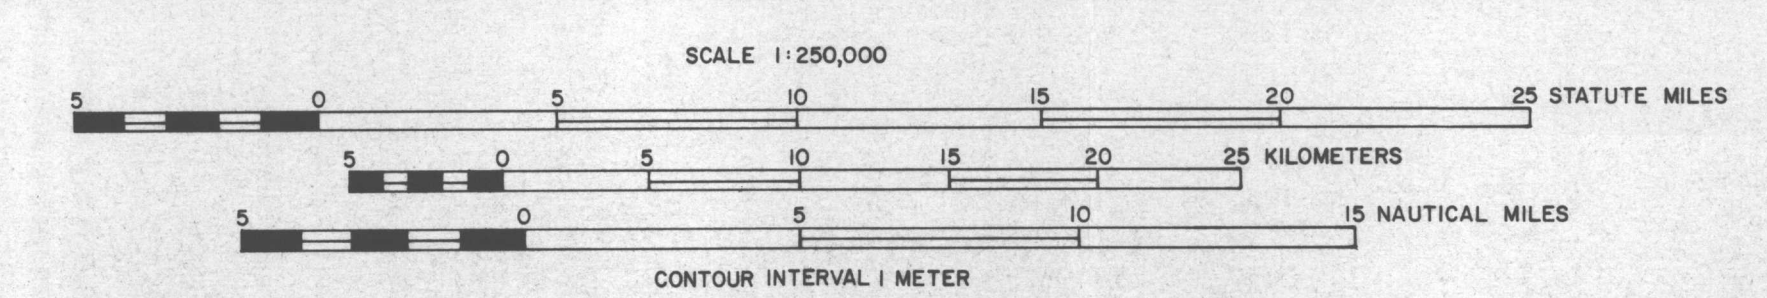 SCALE 1:250,000
5 0 5 10 15 20 25 STATUTE MILES
5 0 5 10 15 20 25 KILOMETERS
5 0 5 10 15 NAUTICAL MILES
CONTOUR INTERVAL 1 METER